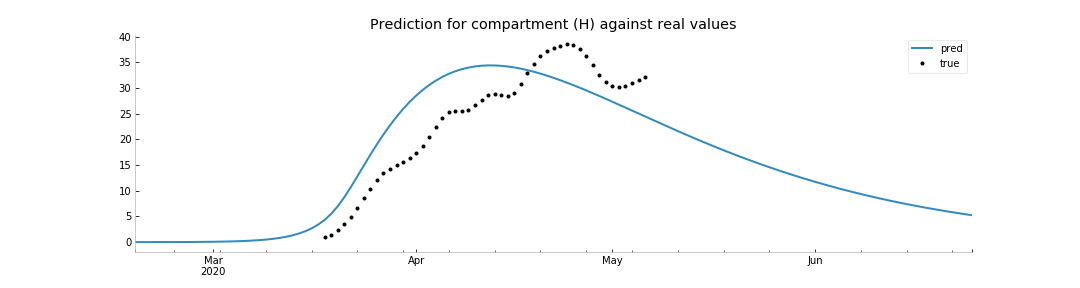 Prediction for compartment (H) against real values
40
35
30
25
20
15
10
5
0
pred
true
Mar
2020
Apr
May
Jun